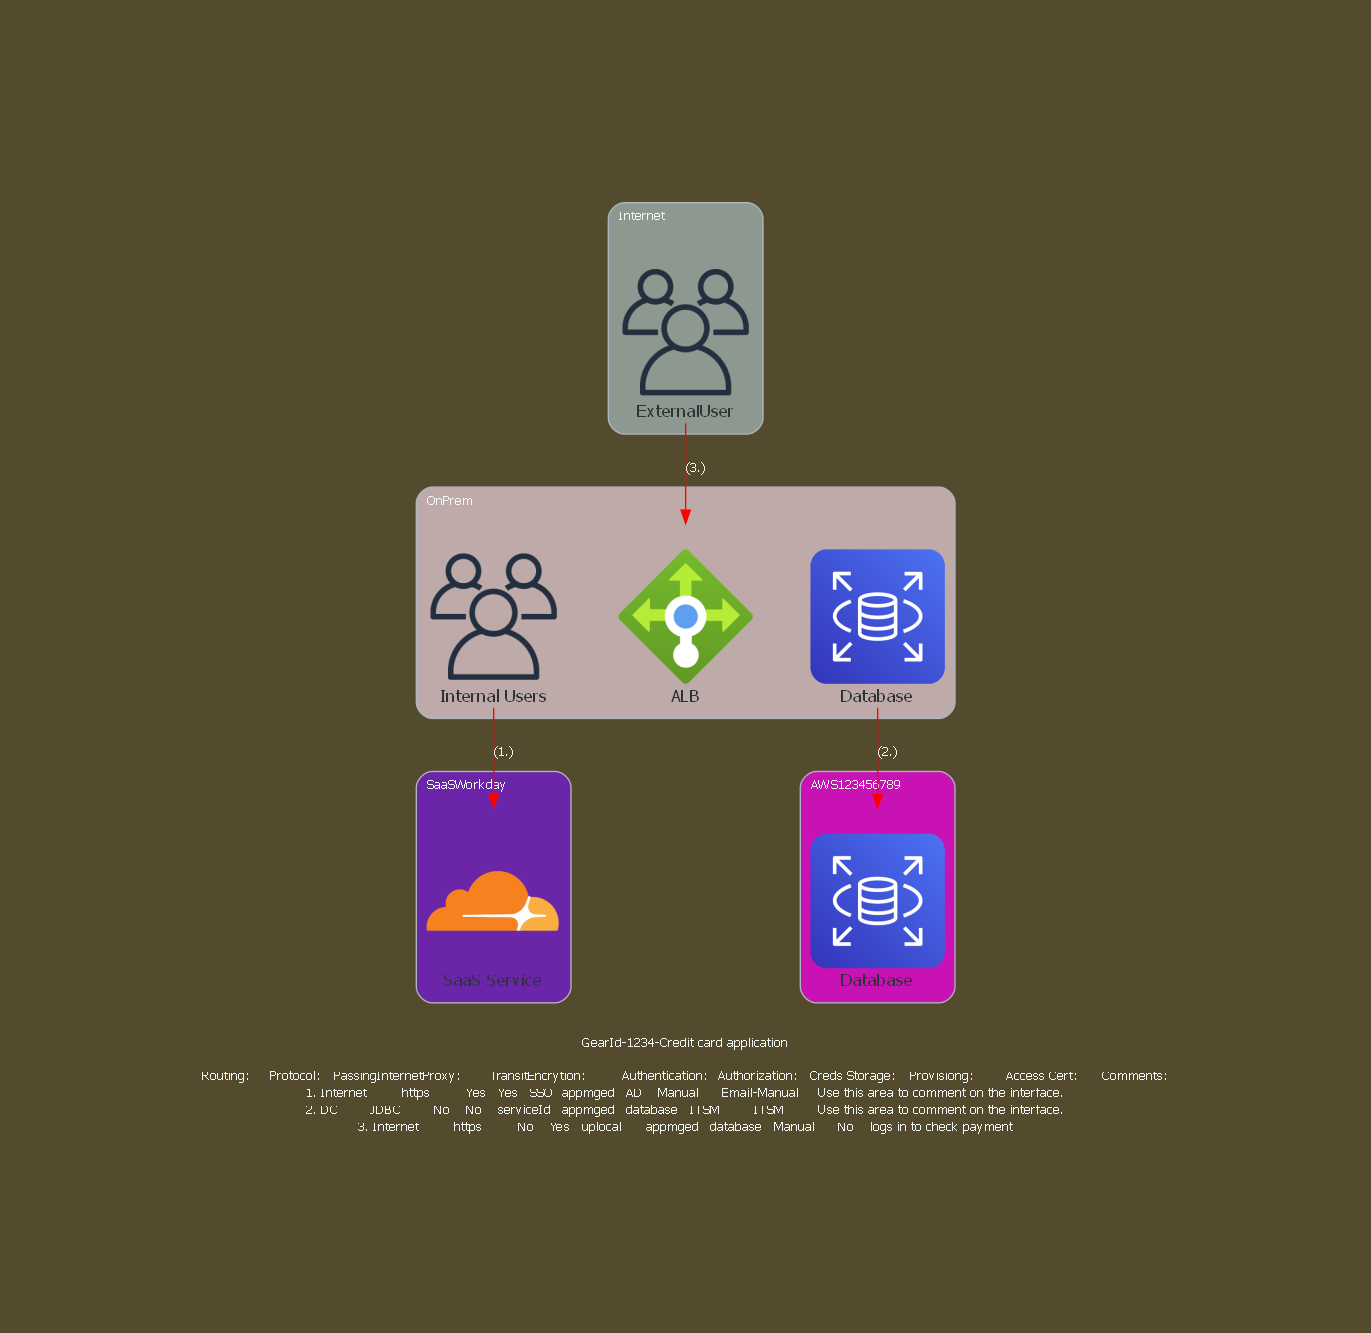 Internet
ExternalUser
(3.)
OnPrem
Internal Users
ALB
Database
(1.)
(2.)
SaaSWorkday
AWS123456789
SaaS Service
Database
GearId-1234-Credit card application
Routing: Protocol: PassingInternetProxy: TransitEncrytion: Authentication: Authorization: Creds Storage: Provisiong: Access Cert: Comments:
1. Internet https Yes Yes SSO appmged AD Manual Email-Manual Use this area to comment on the interface.
2. DC JDBC No No serviceId appmged database ITSM ITSM Use this area to comment on the interface.
3. Internet https No Yes uplocal appmged database Manual No logs in to check payment